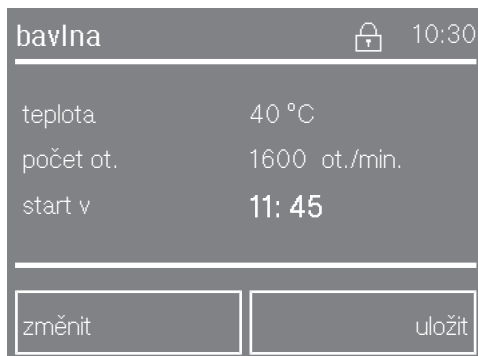 bavlna 10:30
teplota 40 °C
počet ot. 1600 ot./min.
start v 11: 45
změnit uložit